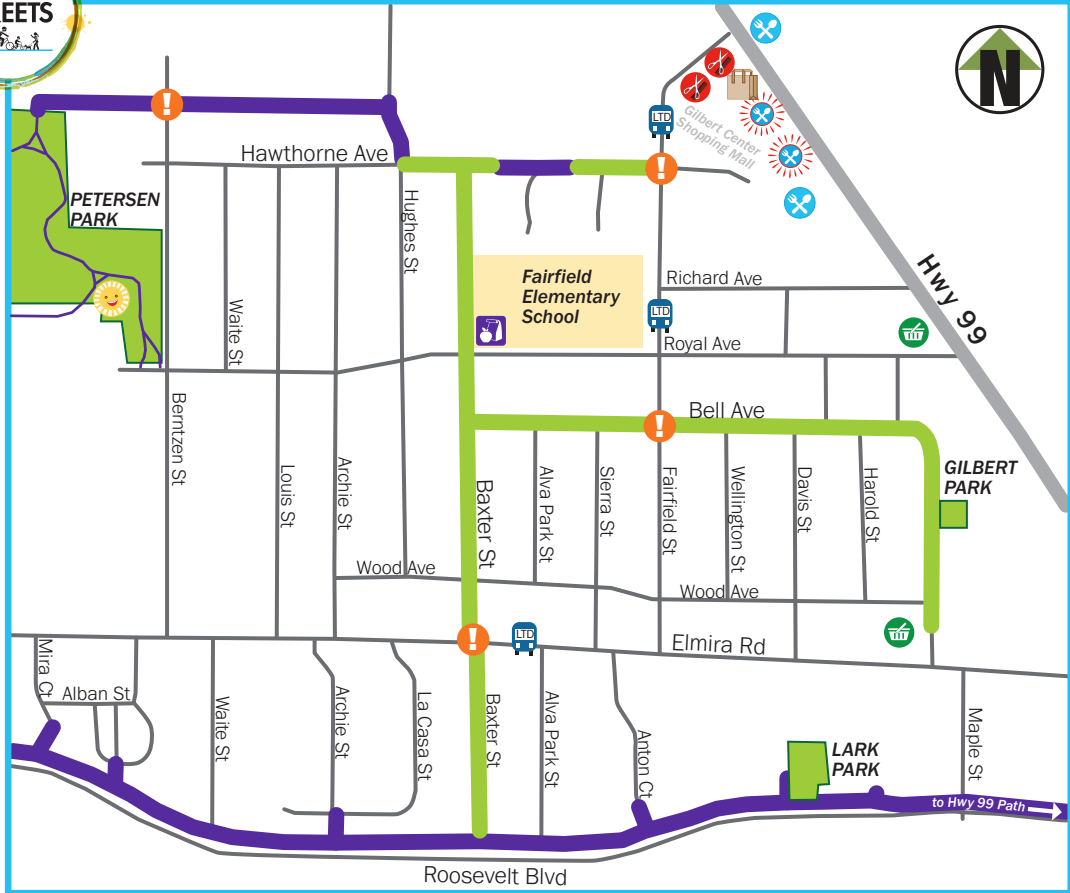 N
Hawthorne Ave
PETERSEN
PARK
Hughes St
LTD
Gilbert Center
Shopping Mall
Fairfield
Elementary
School
Richard Ave
Hwy 99
LTD
Royal Ave
Waite St
Berntzen St
Bell Ave
Louis St
Archie St
Baxter St
Alva Park St
Sierra St
Fairfield St
Wellington St
Davis St
Harold St
GILBERT
PARK
Wood Ave
Wood Ave
LTD
Elmira Rd
Mira Ct
Alban St
Waite St
Archie St
La Casa St
Baxter St
Alva Park St
Anton Ct
LARK
PARK
Maple St
to Hwy 99 Path
Roosevelt Blvd